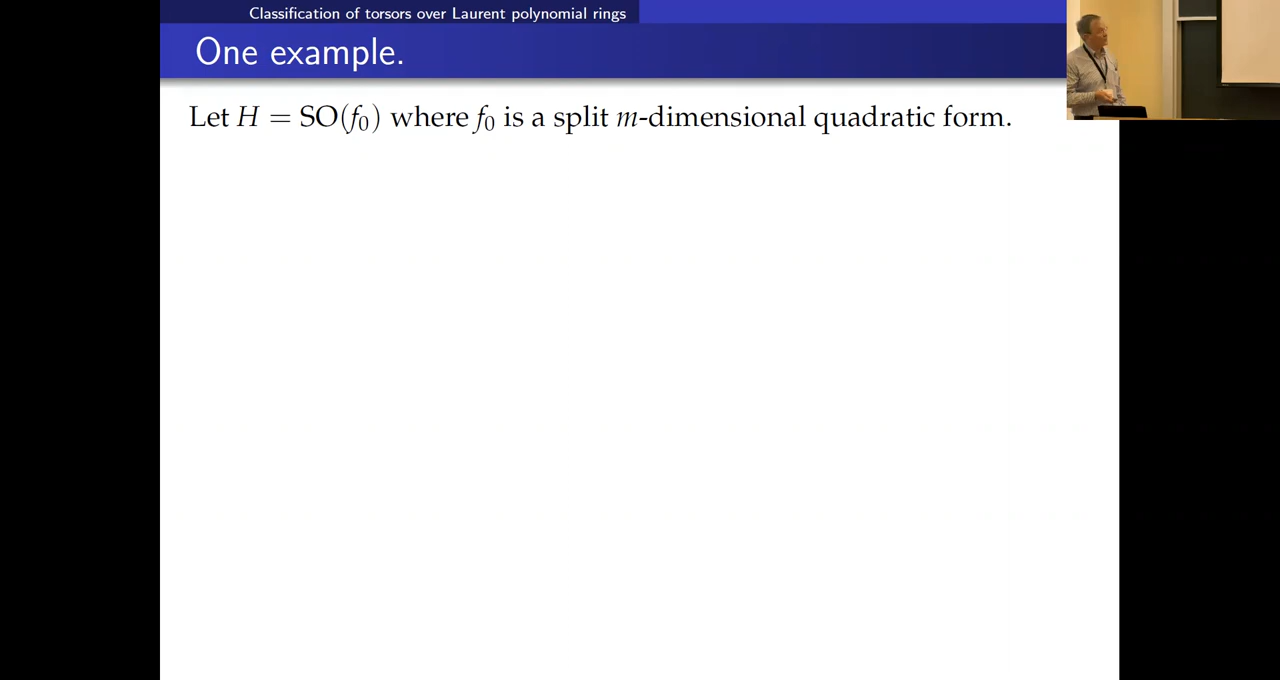 Classification of torsors over Laurent polynomial rings
One example.
Let H = SO(f₀) where f₀ is a split m-dimensional quadratic form.